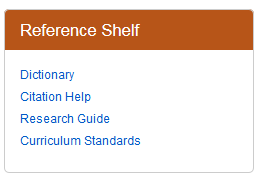 Reference Shelf
Dictionary
Citation Help
Research Guide
Curriculum Standards